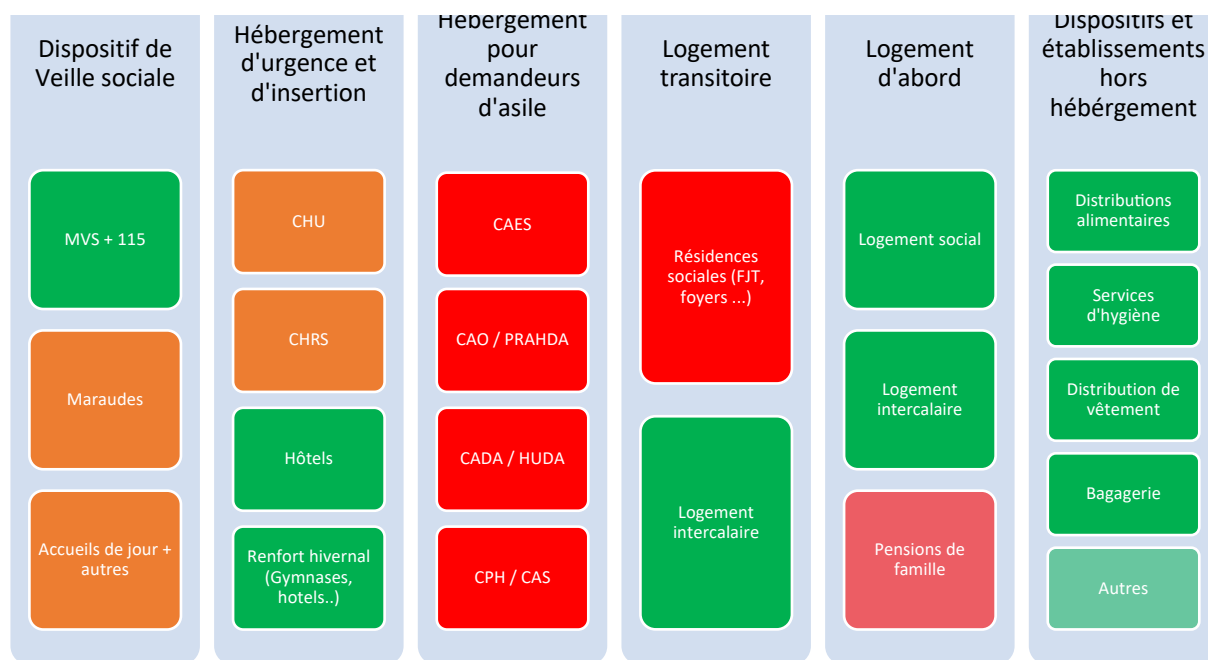 Dispositif de
Veille sociale
MVS + 115
Maraudes
Accueils de jour +
autres
Hébergement
d'urgence et
d'insertion
CHU
CHRS
Hôtels
Renfort hivernal
(Gymnases,
hotels..)
Hébergement
pour
demandeurs
d'asile
CAES
CAO / PRAHDA
CADA / HUDA
CPH / CAS
Logement
transitoire
Résidences
sociales (FJT,
foyers ...)
Logement
intercalaire
Logement
d'abord
Logement social
Logement
intercalaire
Pensions de
famille
Dispositifs et
établissements
hors
hébérgement
Distributions
alimentaires
Services
d'hygiène
Distribution de
vêtement
Bagagerie
Autres